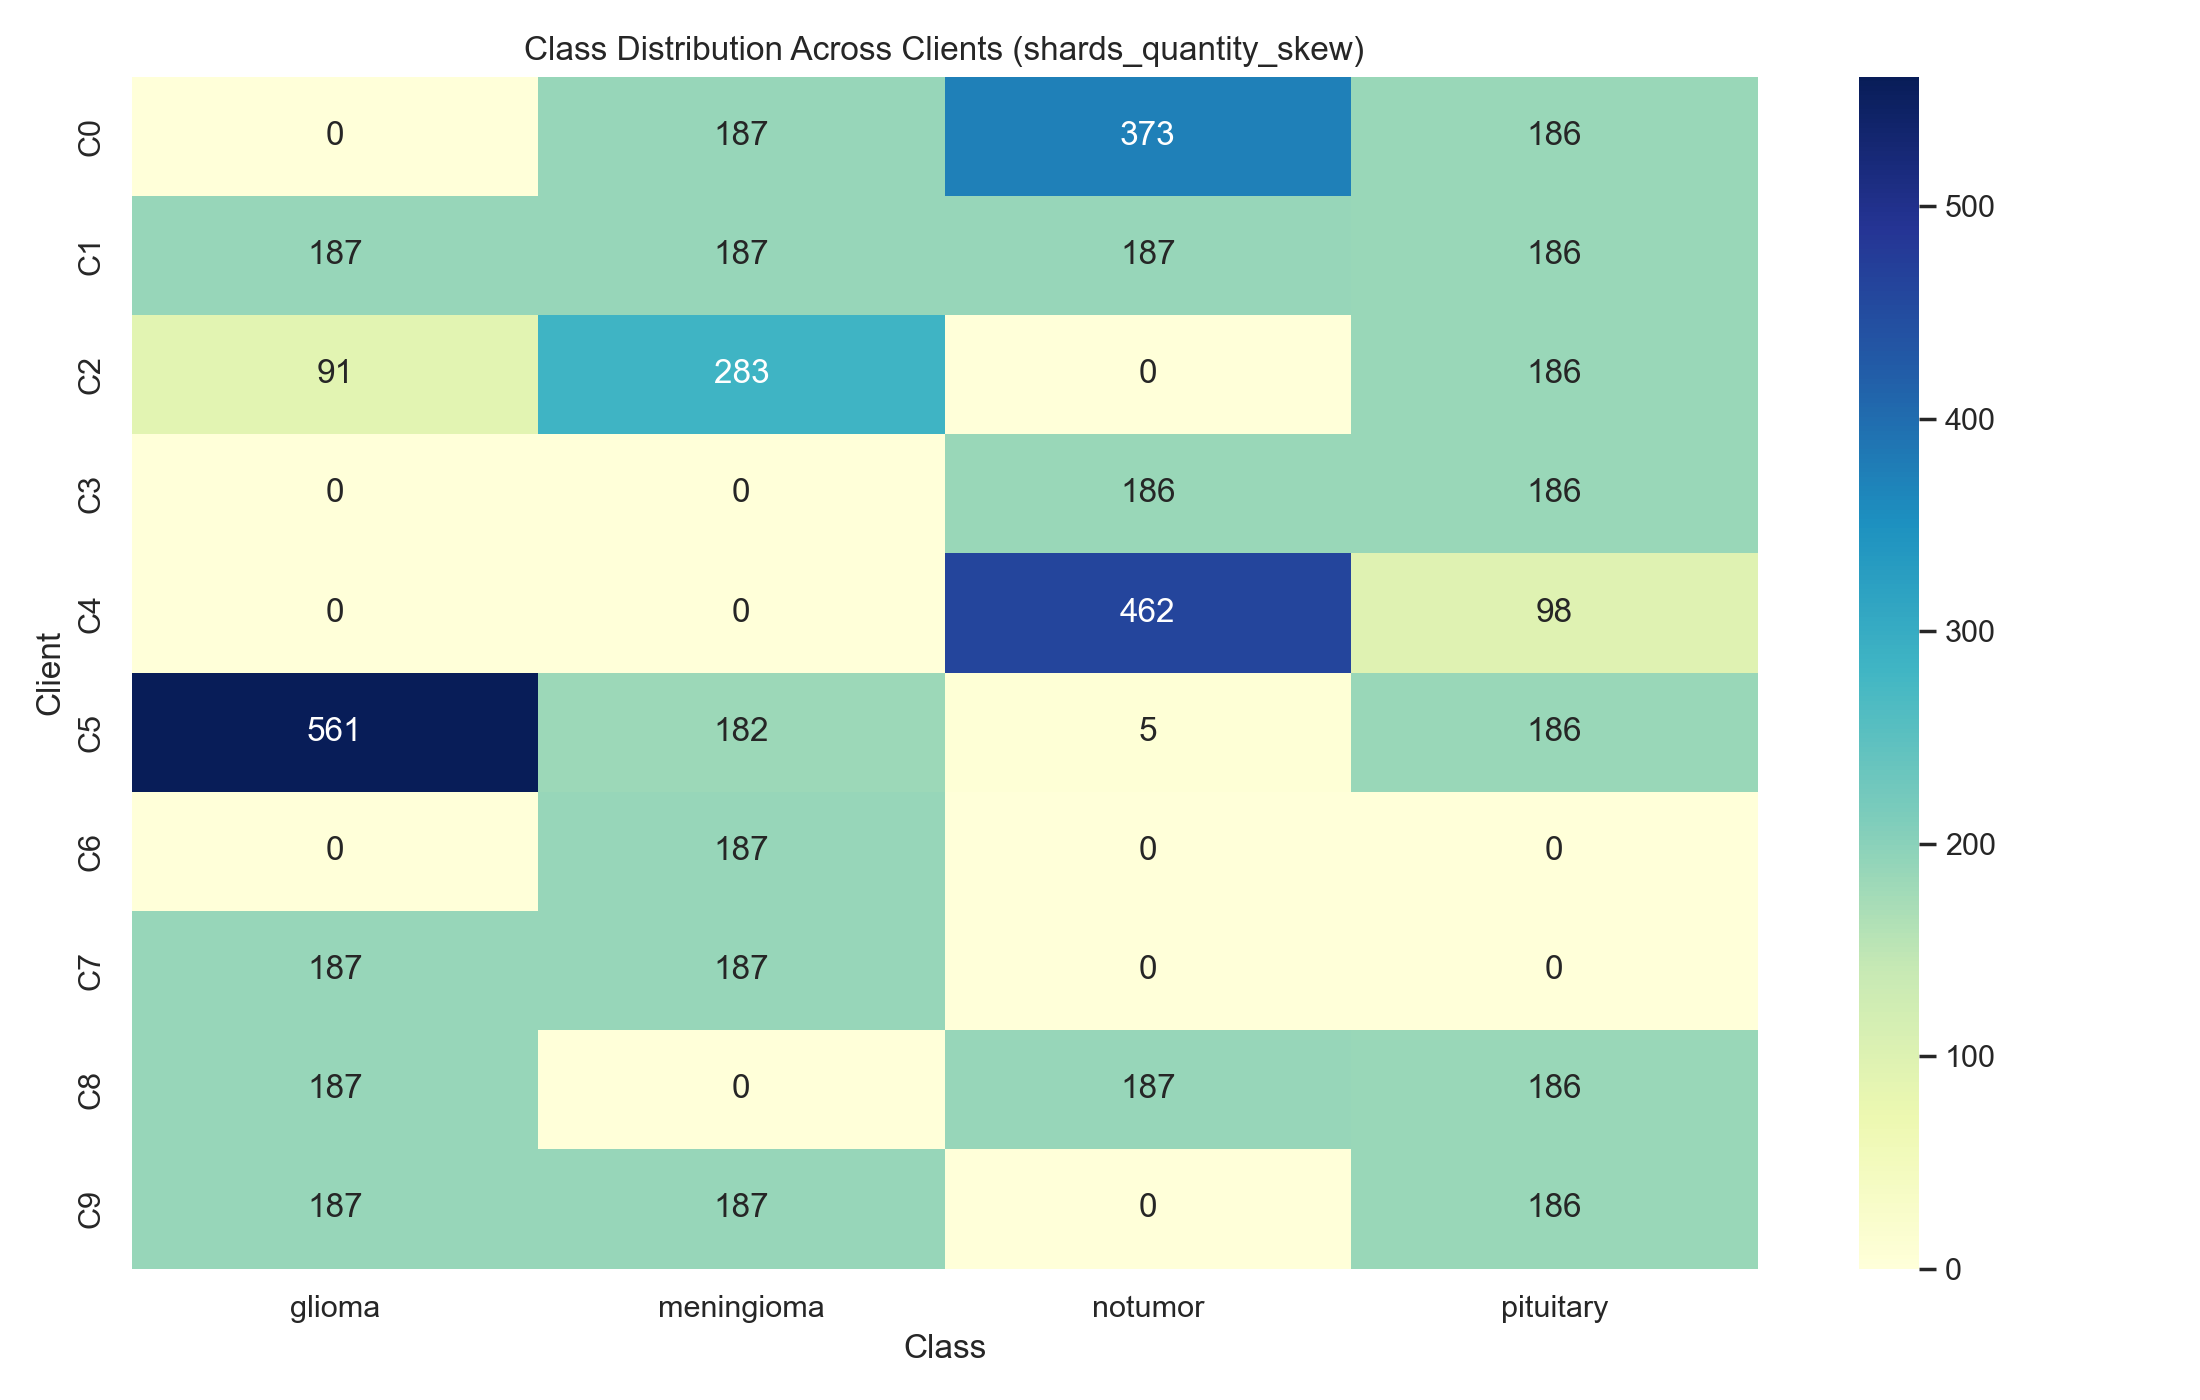 Class Distribution Across Clients (shards_quantity_skew)
C0 0 187 373 186
C1 187 187 187 186
C2 91 283 0 186
C3 0 0 186 186
C4 0 0 462 98
C5 561 182 5 186
C6 0 187 0 0
C7 187 187 0 0
C8 187 0 187 186
C9 187 187 0 186
Client
glioma meningioma notumor pituitary
Class
500
400
300
200
100
0